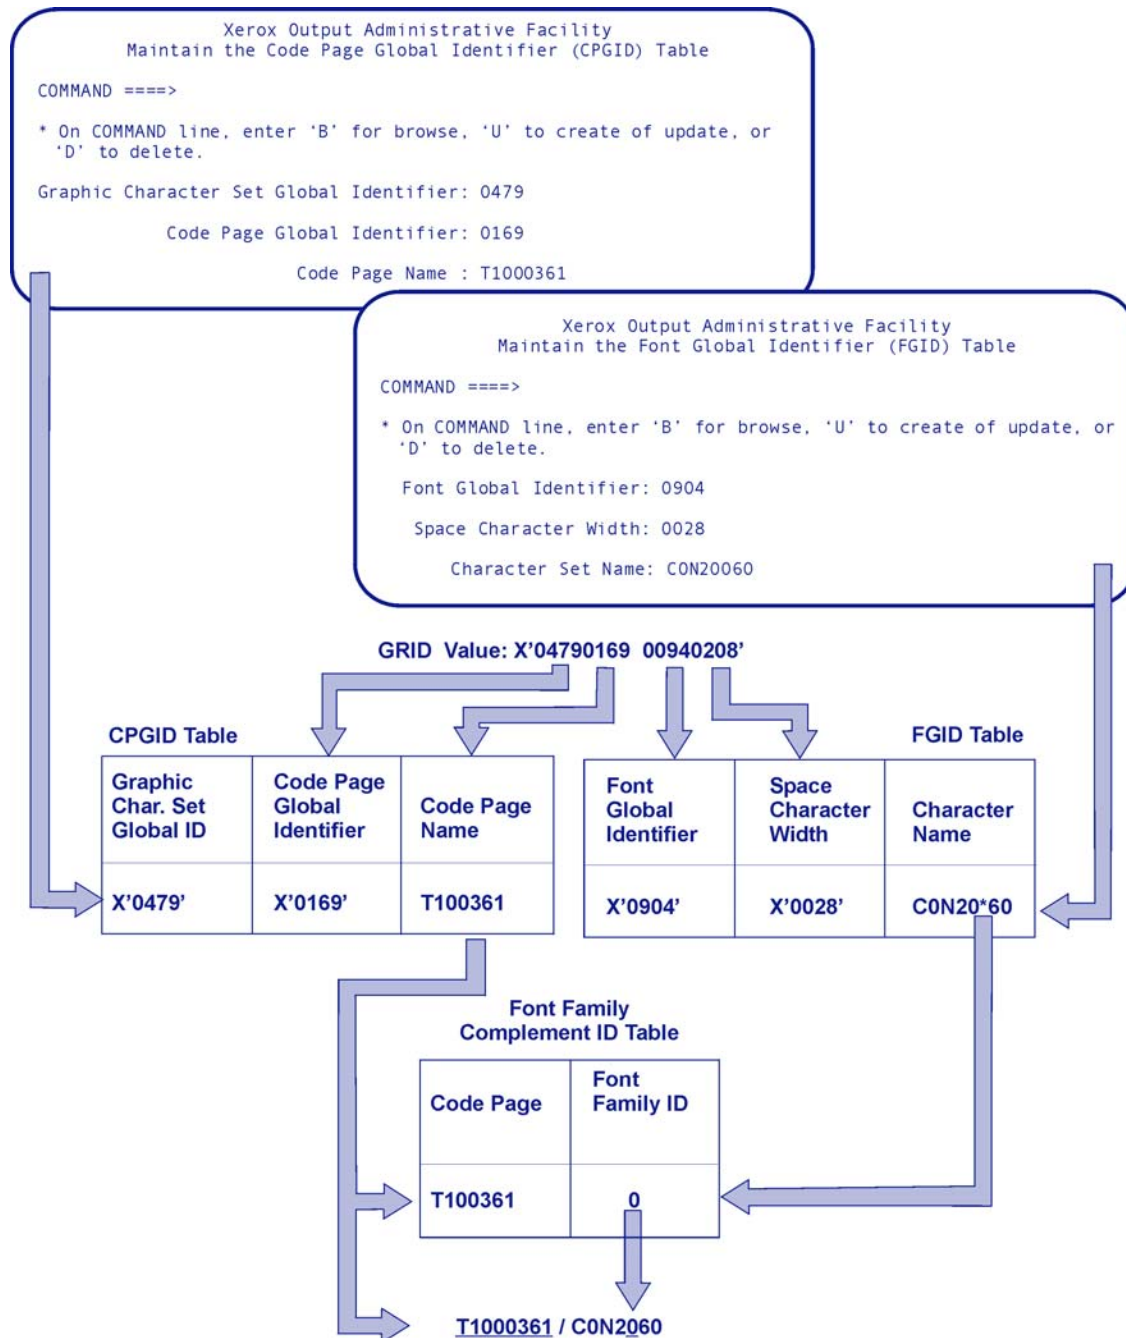 Xerox Output Administrative Facility
Maintain the Code Page Global Identifier (CPGID) Table
COMMAND ====>
* On COMMAND line, enter ‘B’ for browse, ‘U’ to create of update, or
‘D’ to delete.
Graphic Character Set Global Identifier: 0479
Code Page Global Identifier: 0169
Code Page Name : T1000361
Xerox Output Administrative Facility
Maintain the Font Global Identifier (FGID) Table
COMMAND ====>
* On COMMAND line, enter ‘B’ for browse, ‘U’ to create of update, or
‘D’ to delete.
Font Global Identifier: 0904
Space Character Width: 0028
Character Set Name: C0N20060
GRID Value: X’04790169 00940208’
CPGID Table
Graphic
Char. Set
Global ID
Code Page
Global
Identifier
Code Page
Name
X’0479’
X’0169’
T100361
FGID Table
Font
Global
Identifier
Space
Character
Width
Character
Name
X’0904’
X’0028’
C0N20*60
Font Family
Complement ID Table
Code Page
Font
Family ID
T100361
0
T1000361 / C0N2060